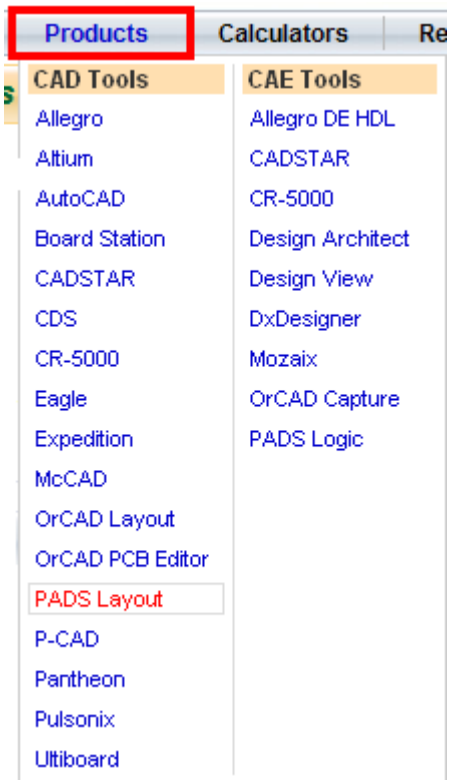 Products Calculators Re
s
CAD Tools
Allegro
Altium
AutoCAD
Board Station
CADSTAR
CDS
CR-5000
Eagle
Expedition
McCAD
OrCAD Layout
OrCAD PCB Editor
PADS Layout
P-CAD
Pantheon
Pulsonix
Ultiboard
CAE Tools
Allegro DE HDL
CADSTAR
CR-5000
Design Architect
Design View
DxDesigner
Mozaix
OrCAD Capture
PADS Logic